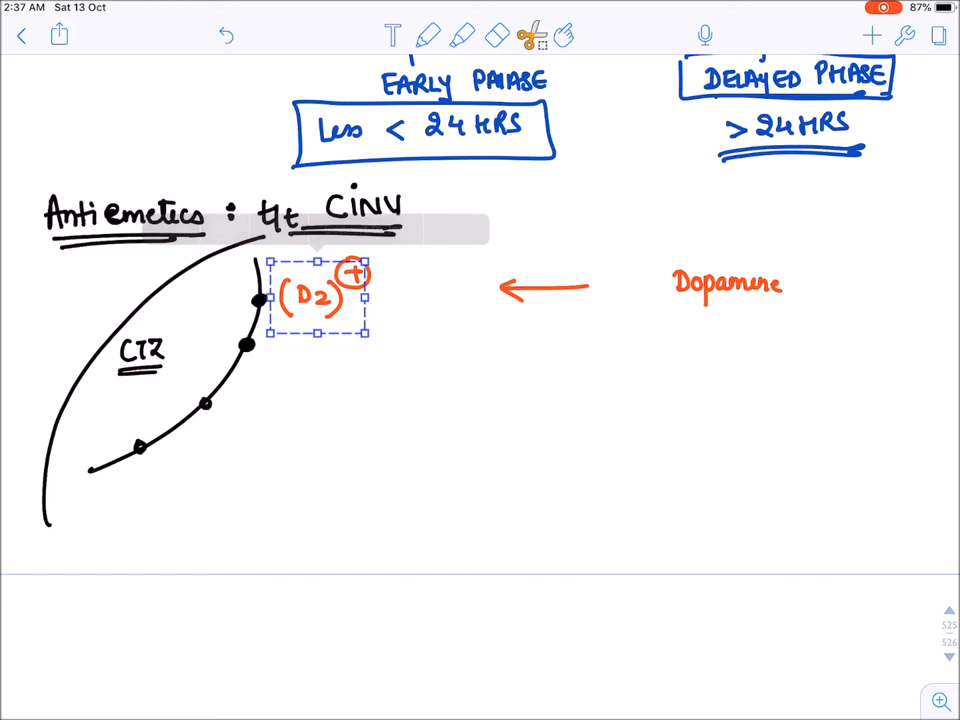 2:37 AM Sat 13 Oct
87%
EARLY PHASE
DELAYED PHASE
Less < 24 HRS
> 24 HRS
Antiemetics : t/t CiNV
(D2) +
Dopamine
CTZ
525
526